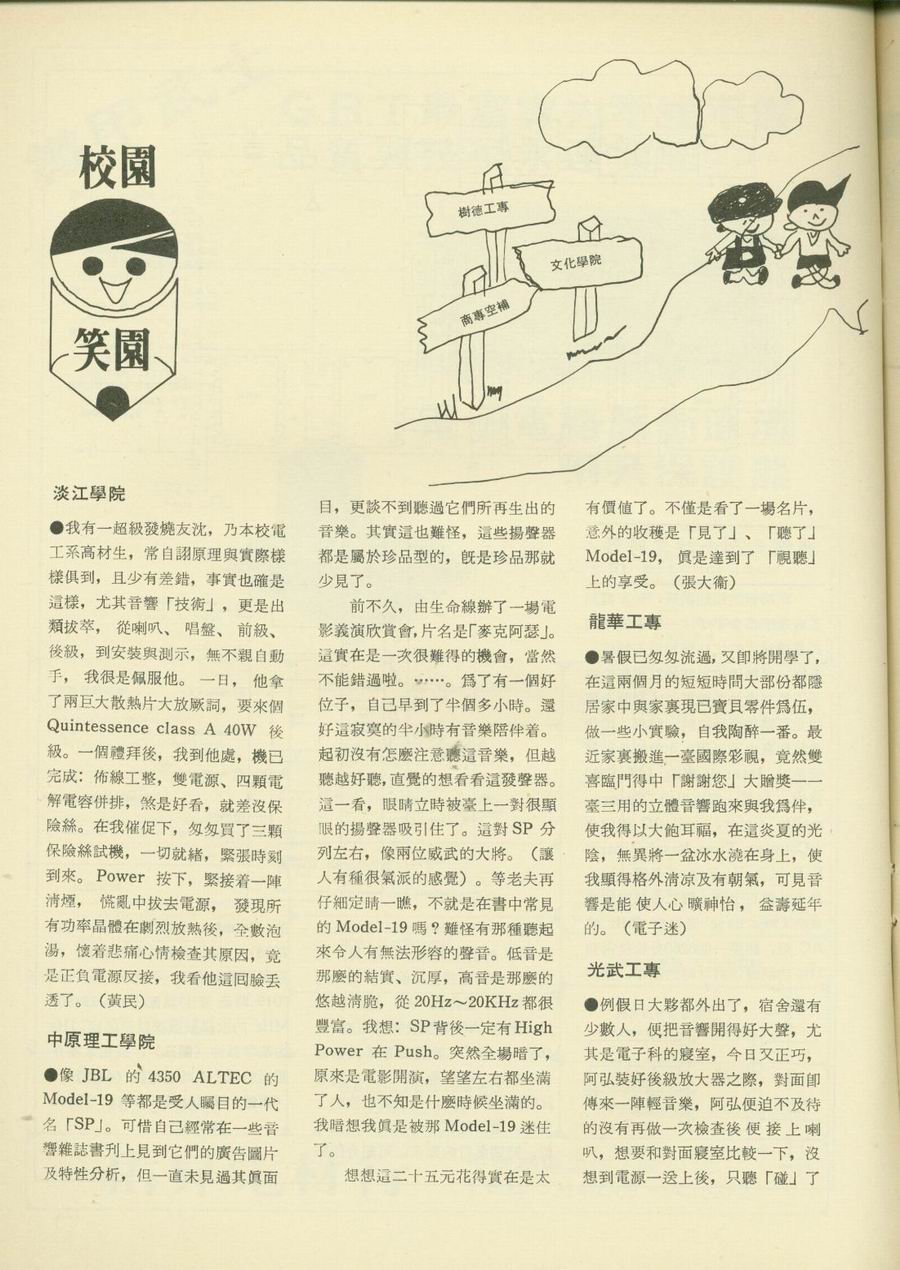 校園
笑園
樹德工專
文化學院
商專空補
淡江學院
●我有一超級發燒友沈，乃本校電
工系高材生，常自詡原理與實際樣
樣俱到，且少有差錯，事實也確是
這樣，尤其音響「技術」，更是出
類拔萃，從喇叭、唱盤、前級、
後級，到安裝與測示，無不親自動
手，我很是佩服他。一日，他拿
了兩巨大散熱片大放厥詞，要來個
Quintessence class A 40W 後
級。一個禮拜後，我到他處，機已
完成：佈線工整，雙電源、四顆電
解電容併排，煞是好看，就差沒保
險絲。在我催促下，匆匆買了三顆
保險絲試機，一切就緒，緊張時刻
到來。Power 按下，緊接着一陣
淸煙，慌亂中拔去電源，發現所
有功率晶體在劇烈放熱後，全數泡
湯，懷着悲痛心情檢查其原因，竟
是正負電源反接，我看他這囘臉丢
透了。（黃民）
中原理工學院
●像 JBL 的 4350 ALTEC 的
Model-19 等都是受人矚目的一代
名「SP」。可惜自己經常在一些音
響雜誌書刊上見到它們的廣告圖片
及特性分析，但一直未見過其眞面
目，更談不到聽過它們所再生出的
音樂。其實這也難怪，這些揚聲器
都是屬於珍品型的，旣是珍品那就
少見了。
前不久，由生命線辦了一場電
影義演欣賞會，片名是「麥克阿瑟」。
這實在是一次很難得的機會，當然
不能錯過啦。……。爲了有一個好
位子，自己早到了半個多小時。還
好這寂寞的半小時有音樂陪伴着。
起初沒有怎麽注意聽這音樂，但越
聽越好聽，直覺的想看看這發聲器。
這一看，眼睛立時被臺上一對很顯
眼的揚聲器吸引住了。這對 SP 分
列左右，像兩位威武的大將。（讓
人有種很氣派的感覺）。等老夫再
仔細定睛一瞧，不就是在書中常見
的 Model-19 嗎？難怪有那種聽起
來令人有無法形容的聲音。低音是
那麽的結實、沉厚，高音是那麽的
悠越淸脆，從 20Hz～20KHz 都很
豐富。我想：SP 背後一定有 High
Power 在 Push。突然全場暗了，
原來是電影開演，望望左右都坐滿
了人，也不知是什麽時候坐滿的。
我暗想我眞是被那 Model-19 迷住
了。
想想這二十五元花得實在是太
有價値了。不僅是看了一場名片，
意外的收穫是「見了」、「聽了」
Model-19，眞是達到了「視聽」
上的享受。（張大衞）
龍華工專
●暑假已匆匆流過，又即將開學了，
在這兩個月的短短時間大部份都隱
居家中與家裏現已寶貝零件爲伍，
做一些小實驗，自我陶醉一番。最
近家裏搬進一臺國際彩視，竟然雙
喜臨門得中「謝謝您」大贈獎——
臺三用的立體音響跑來與我爲伴，
使我得以大飽耳福，在這炎夏的光
陰，無異將一盆冰水澆在身上，使
我顯得格外淸凉及有朝氣，可見音
響是能使人心曠神怡，益壽延年
的。（電子迷）
光武工專
●例假日大夥都外出了，宿舍還有
少數人，便把音響開得好大聲，尤
其是電子科的寢室，今日又正巧，
阿弘裝好後級放大器之際，對面卽
傳來一陣輕音樂，阿弘便迫不及待
的沒有再做一次檢查後便接上喇
叭，想要和對面寢室比較一下，沒
想到電源一送上後，只聽「碰」了